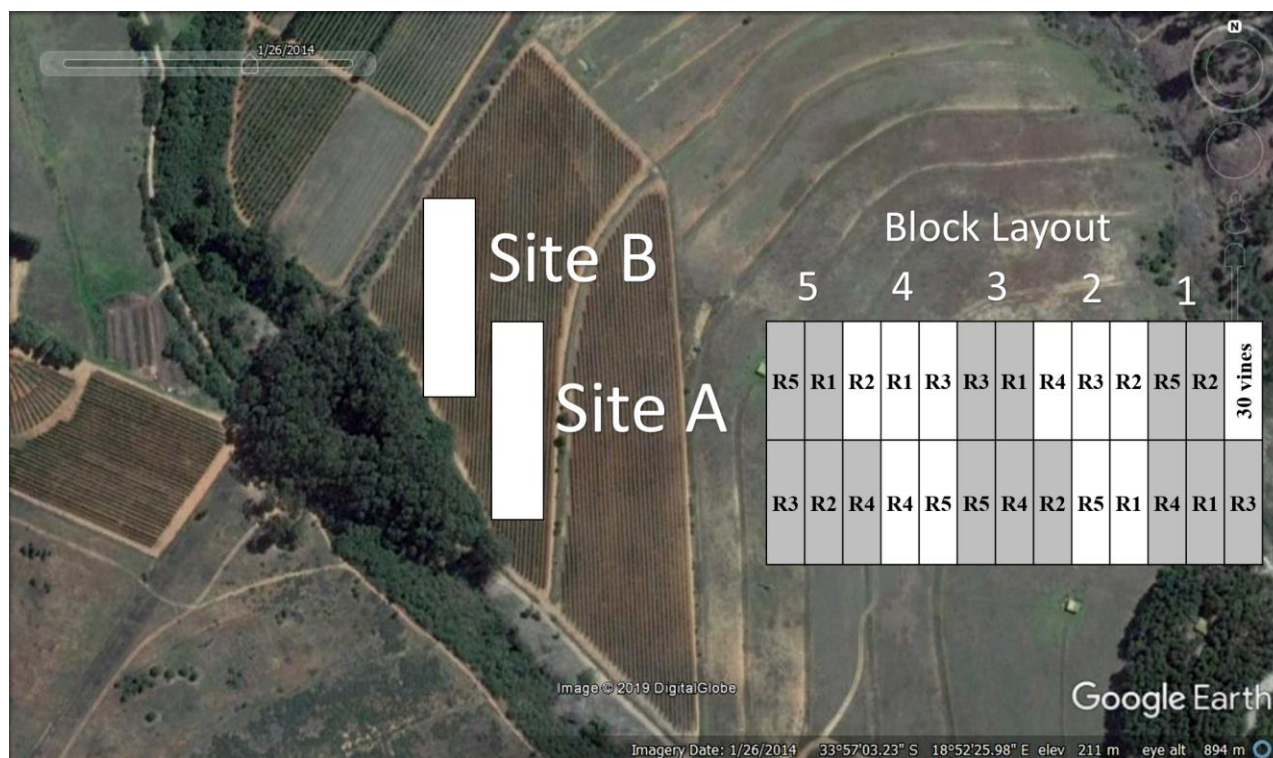 1/26/2014
N
Site B
Site A
Block Layout
5 4 3 2 1
R5 R1 R2 R1 R3 R3 R1 R4 R3 R2 R5 R2 30 vines
R3 R2 R4 R4 R5 R5 R4 R2 R5 R1 R4 R1 R3
Image © 2019 DigitalGlobe
Google Earth
Imagery Date: 1/26/2014 33°57'03.23" S 18°52'25.98" E elev 211 m eye alt 894 m